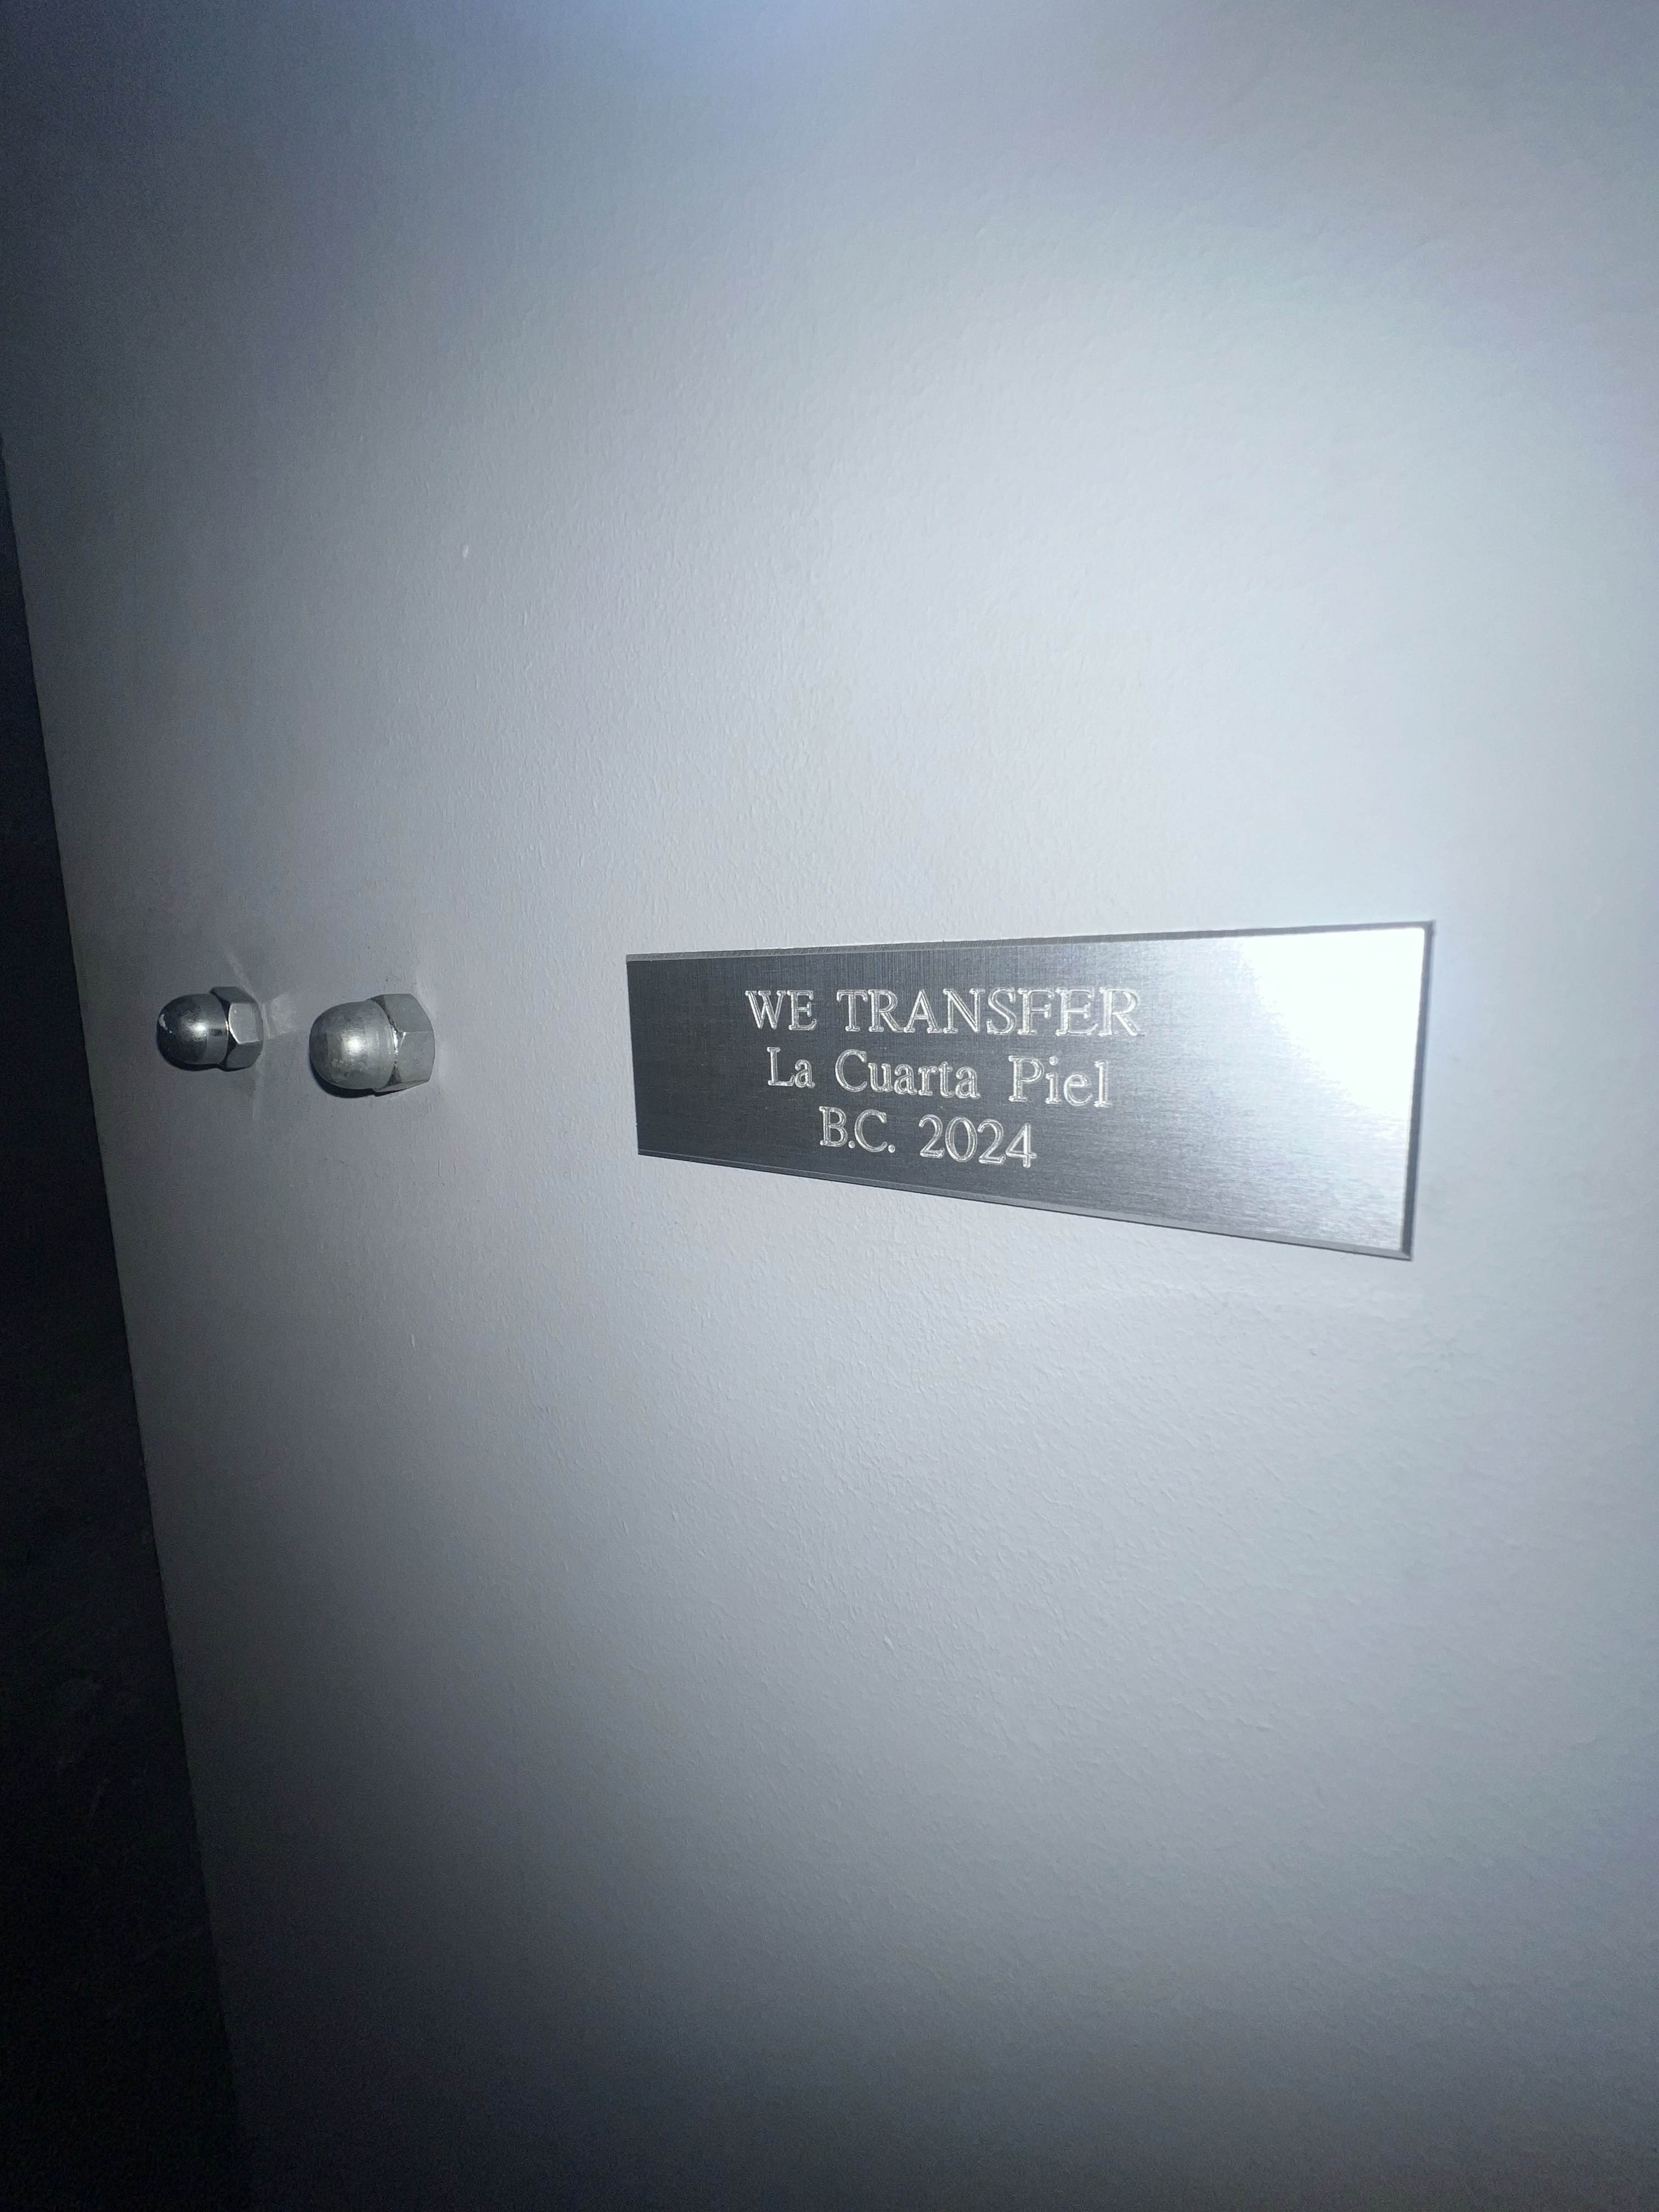 WE TRANSFER
La Cuarta Piel
B.C. 2024